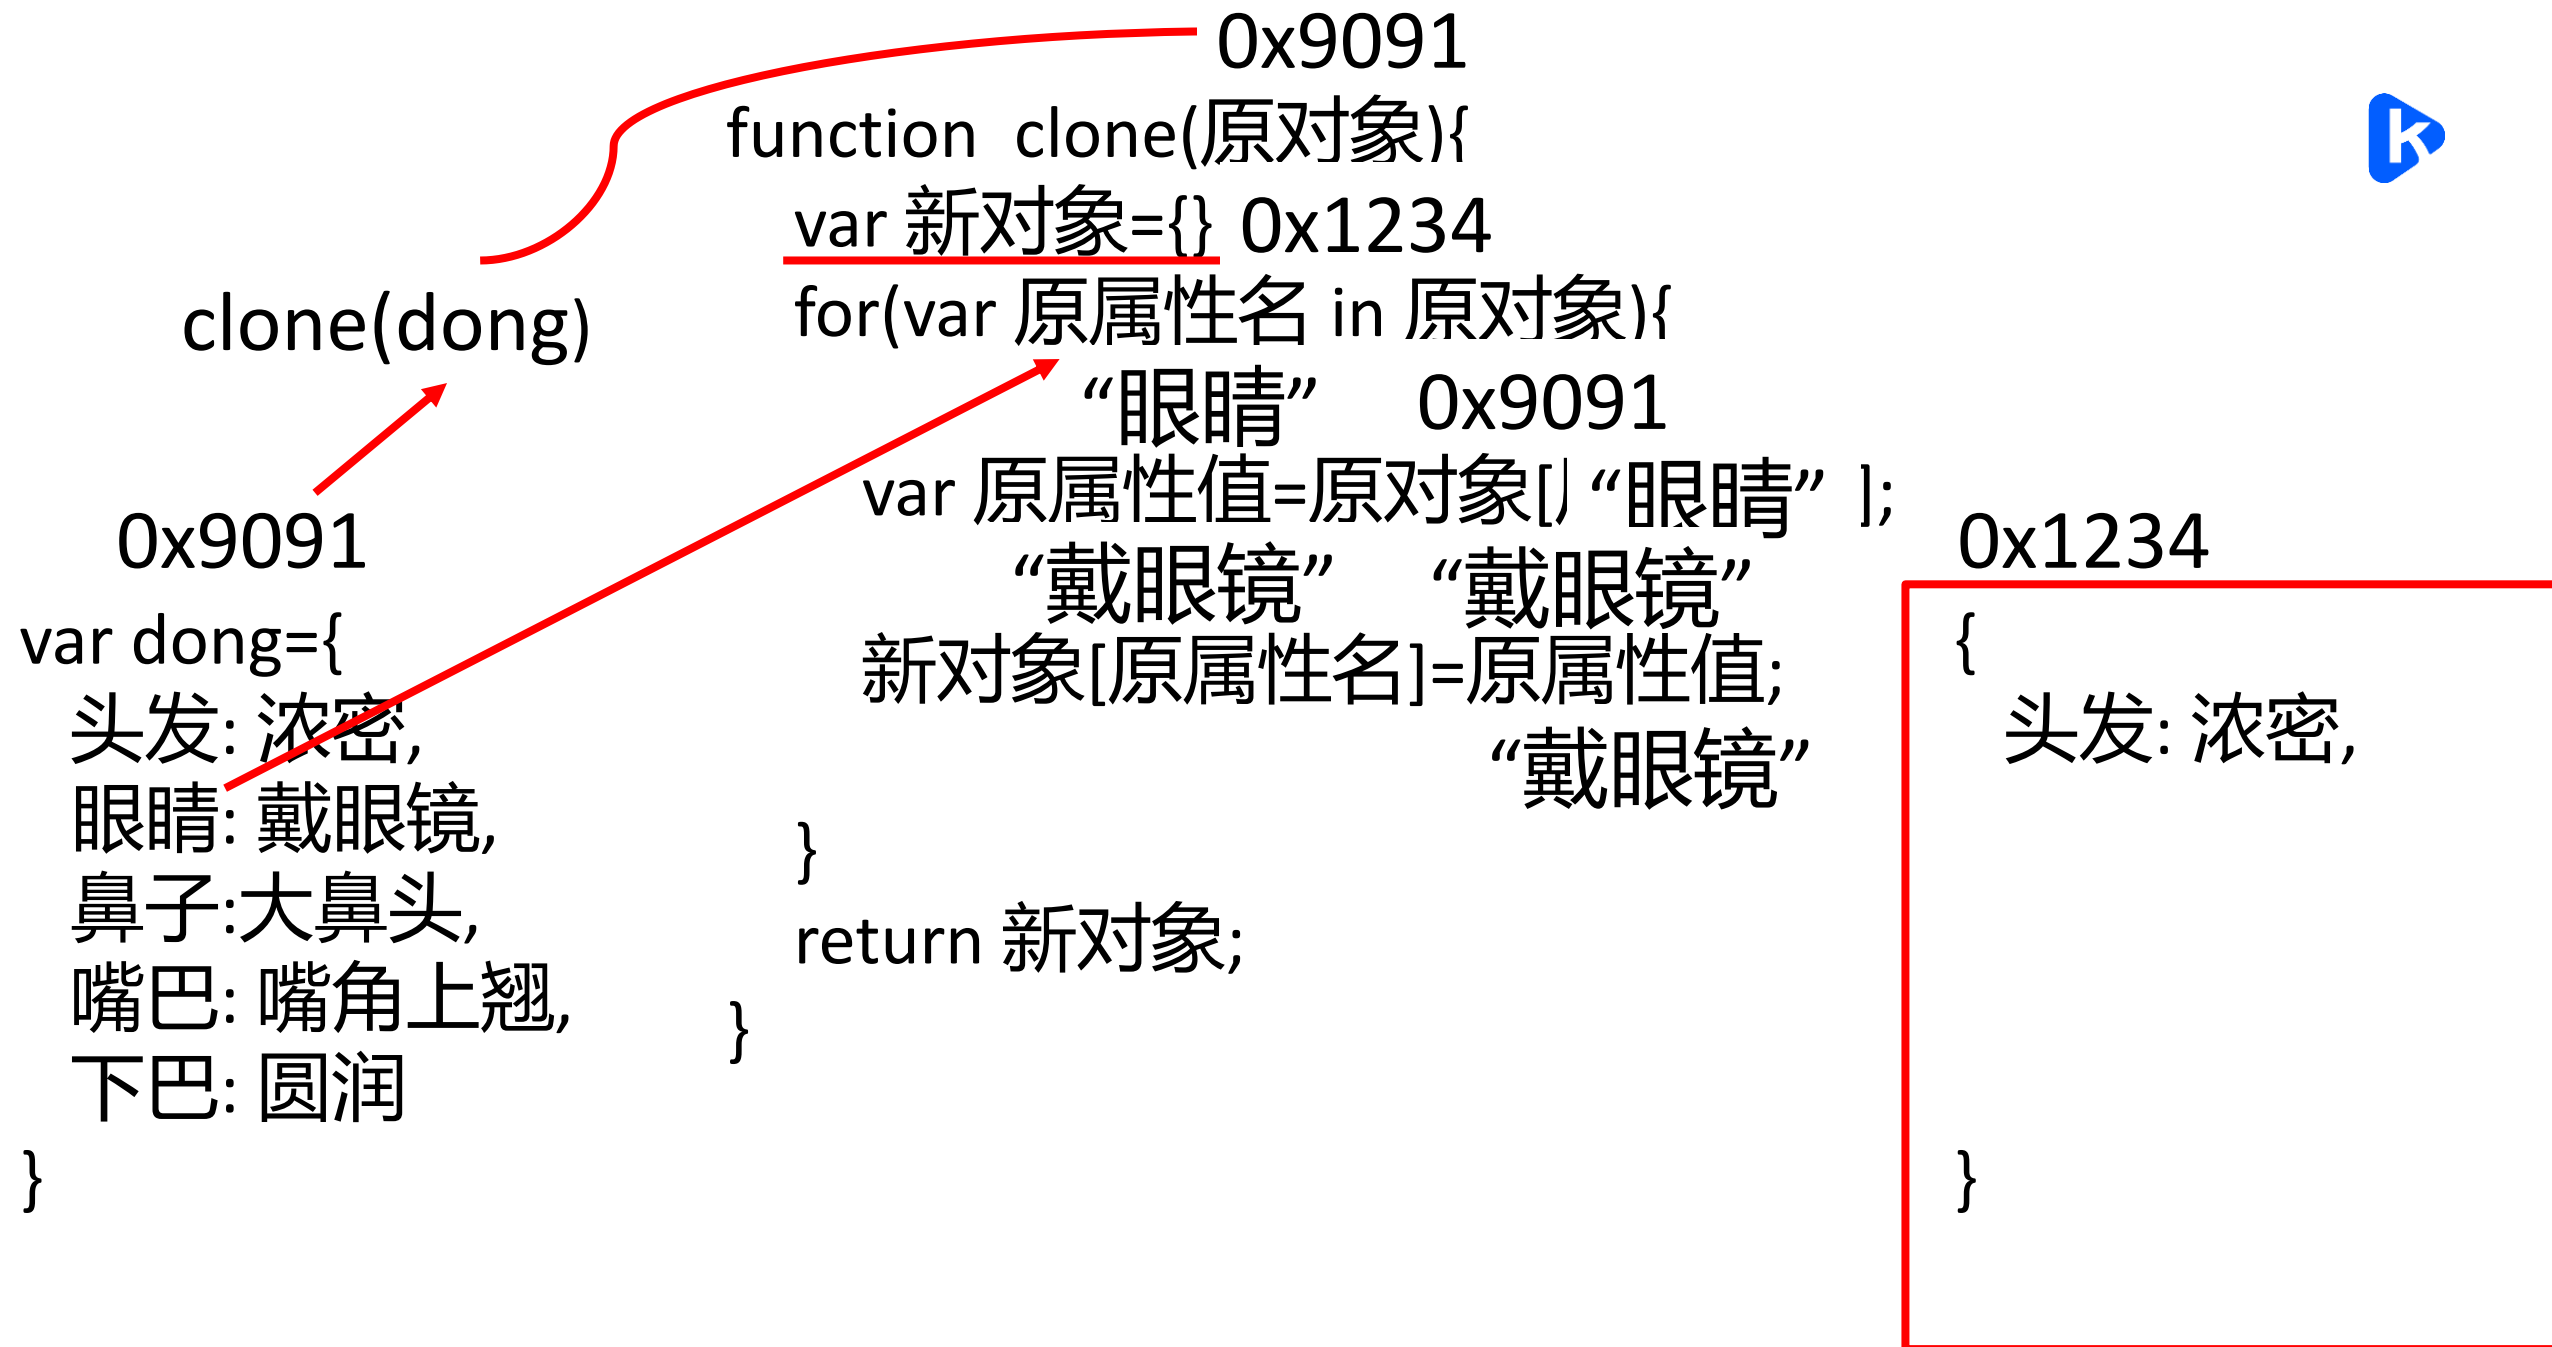 0x9091
function clone(原对象){
var 新对象={} 0x1234
for(var 原属性名 in 原对象){
“眼睛” 0x9091
var 原属性值=原对象[ “眼睛” ];
“戴眼镜” “戴眼镜”
新对象[原属性名]=原属性值;
“戴眼镜”
}
return 新对象;
}
clone(dong)
0x9091
var dong={
头发: 浓密,
眼睛: 戴眼镜,
鼻子:大鼻头,
嘴巴: 嘴角上翘,
下巴: 圆润
}
0x1234
{
头发: 浓密,
}